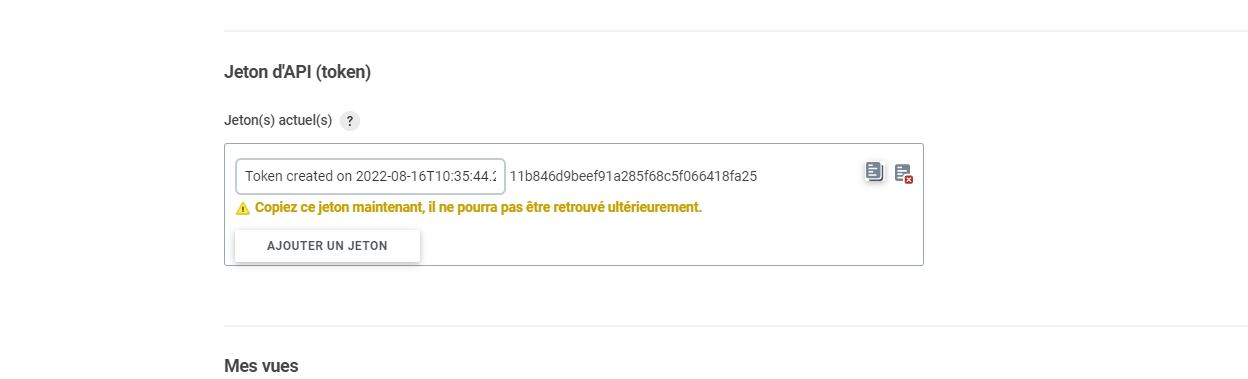 Jeton d'API (token)
Jeton(s) actuel(s) ?
Token created on 2022-08-16T10:35:44.2 11b846d9beef91a285f68c5f066418fa25
Copiez ce jeton maintenant, il ne pourra pas être retrouvé ultérieurement.
AJOUTER UN JETON
Mes vues